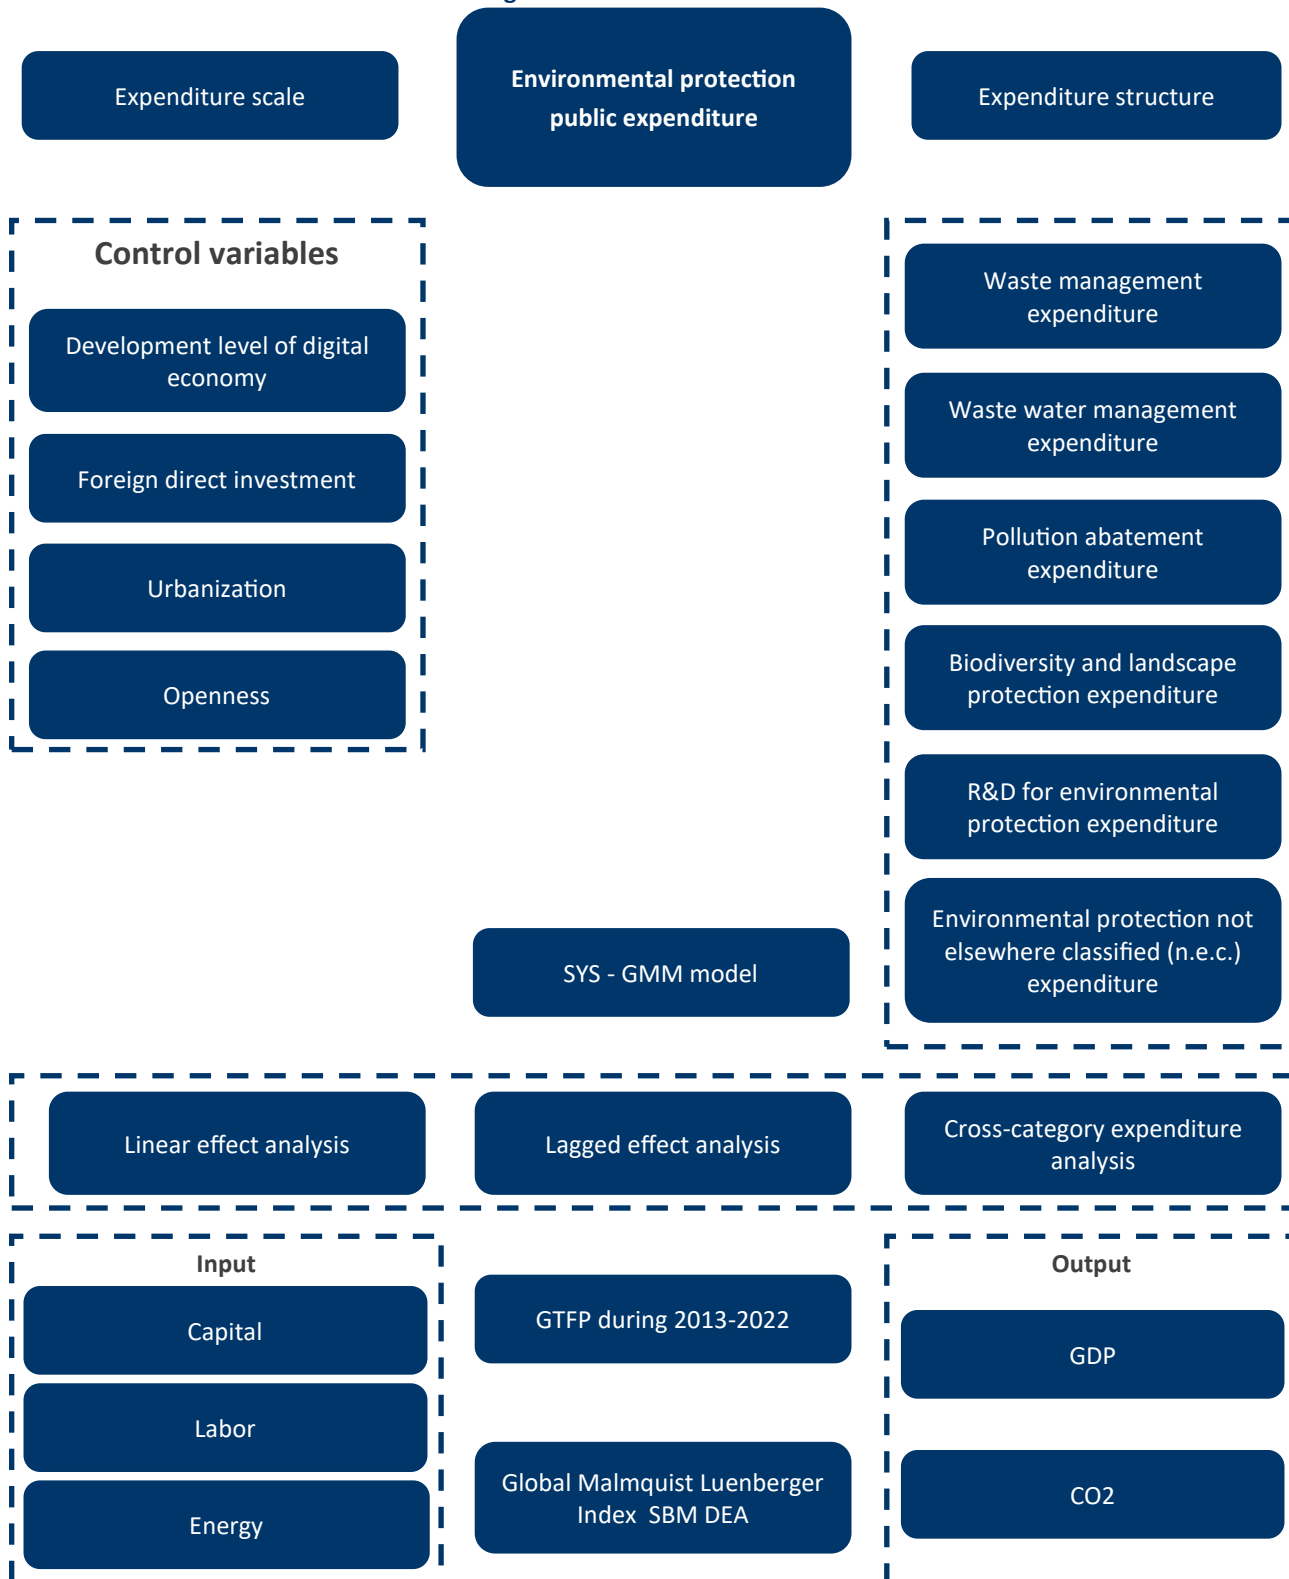 Expenditure scale
Environmental protection
public expenditure
Expenditure structure
Control variables
Development level of digital
economy
Foreign direct investment
Urbanization
Openness
Waste management
expenditure
Waste water management
expenditure
Pollution abatement
expenditure
Biodiversity and landscape
protection expenditure
R&D for environmental
protection expenditure
Environmental protection not
elsewhere classified (n.e.c.)
expenditure
SYS - GMM model
Linear effect analysis
Lagged effect analysis
Cross-category expenditure
analysis
Input
Capital
Labor
Energy
GTFP during 2013-2022
Global Malmquist Luenberger
Index SBM DEA
Output
GDP
CO2